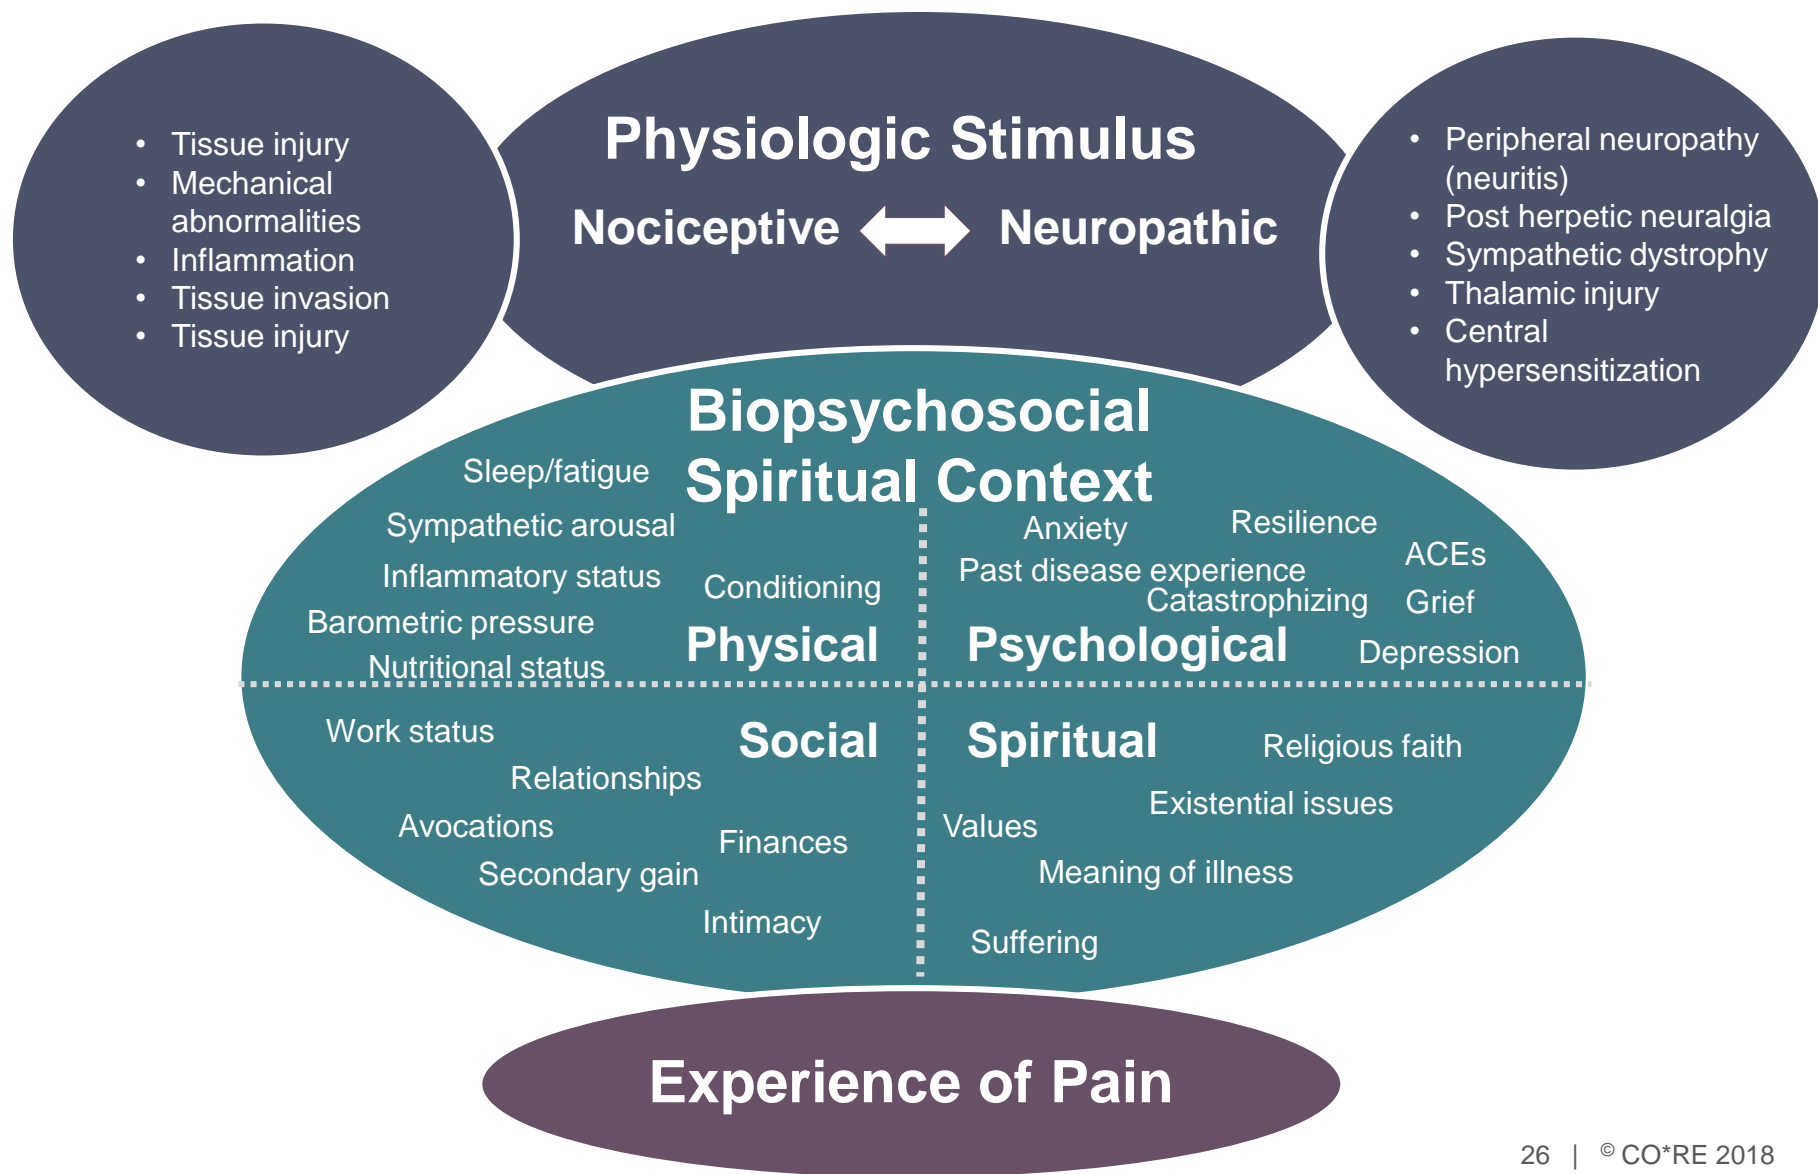 Physiologic Stimulus
Nociceptive Neuropathic
• Tissue injury
• Mechanical
abnormalities
• Inflammation
• Tissue invasion
• Tissue injury
• Peripheral neuropathy
(neuritis)
• Post herpetic neuralgia
• Sympathetic dystrophy
• Thalamic injury
• Central
hypersensitization
Biopsychosocial
Spiritual Context
Sleep/fatigue
Sympathetic arousal
Inflammatory status
Conditioning
Barometric pressure
Physical
Nutritional status
Anxiety
Resilience
ACEs
Past disease experience
Catastrophizing
Grief
Psychological
Depression
Work status
Social
Relationships
Avocations
Finances
Secondary gain
Intimacy
Spiritual
Religious faith
Existential issues
Values
Meaning of illness
Suffering
Experience of Pain
26 | © CO*RE 2018